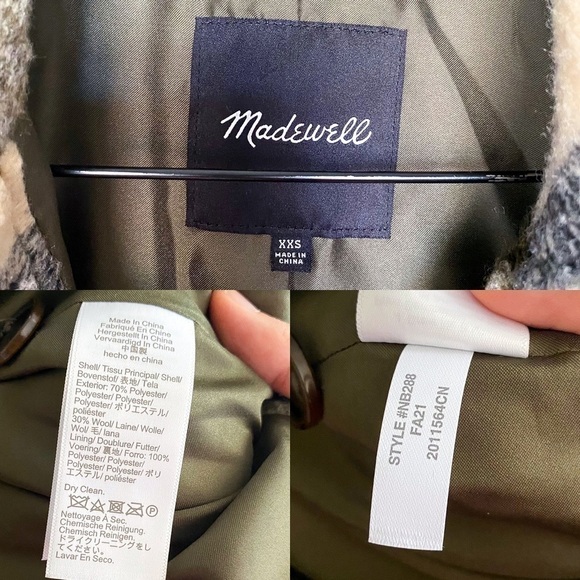 Madewell
XXS
MADE IN
CHINA
Made In China
Fabriqué En China
Hergestellt In China
Vervaardigd In China
中国製
hecho en china
Shell/ Tissu Principal/ Shell/
Bovenstof/ 表地/ Tela
Exterior: 70% Polyester/
Polyester/ Polyester/
Polyester/ ポリエステル/
poliéster
30% Wool/ Laine/ Wolle/
Wol/ 毛/ lana
Lining/ Doublure/ Futter/
Voering/ 裏地/ Forro: 100%
Polyester/ Polyester/
Polyester/ Polyester/ ポリ
エステル/ poliéster
Dry Clean.
Nettoyage À Sec.
Chemische Reinigung.
Chemisch Reinigen.
ドライクリーニングをし
てください。
Lavar En Seco.
STYLE #NB288
FA21
2011564CN